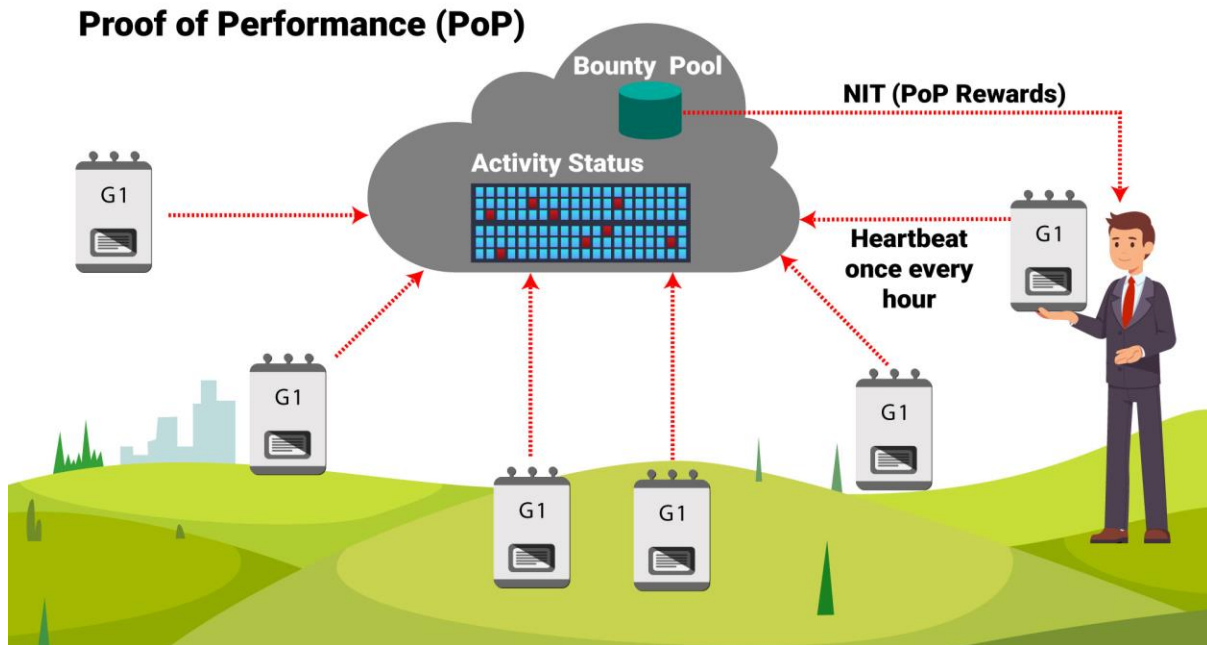 Proof of Performance (PoP)
Bounty Pool
NIT (PoP Rewards)
Activity Status
G1
G1
Heartbeat
once every
hour
G1
G1
G1
G1